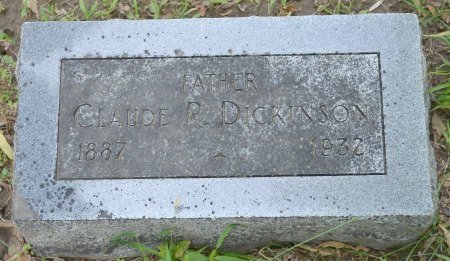 FATHER
CLAUDE R. DICKINSON
1887 1932